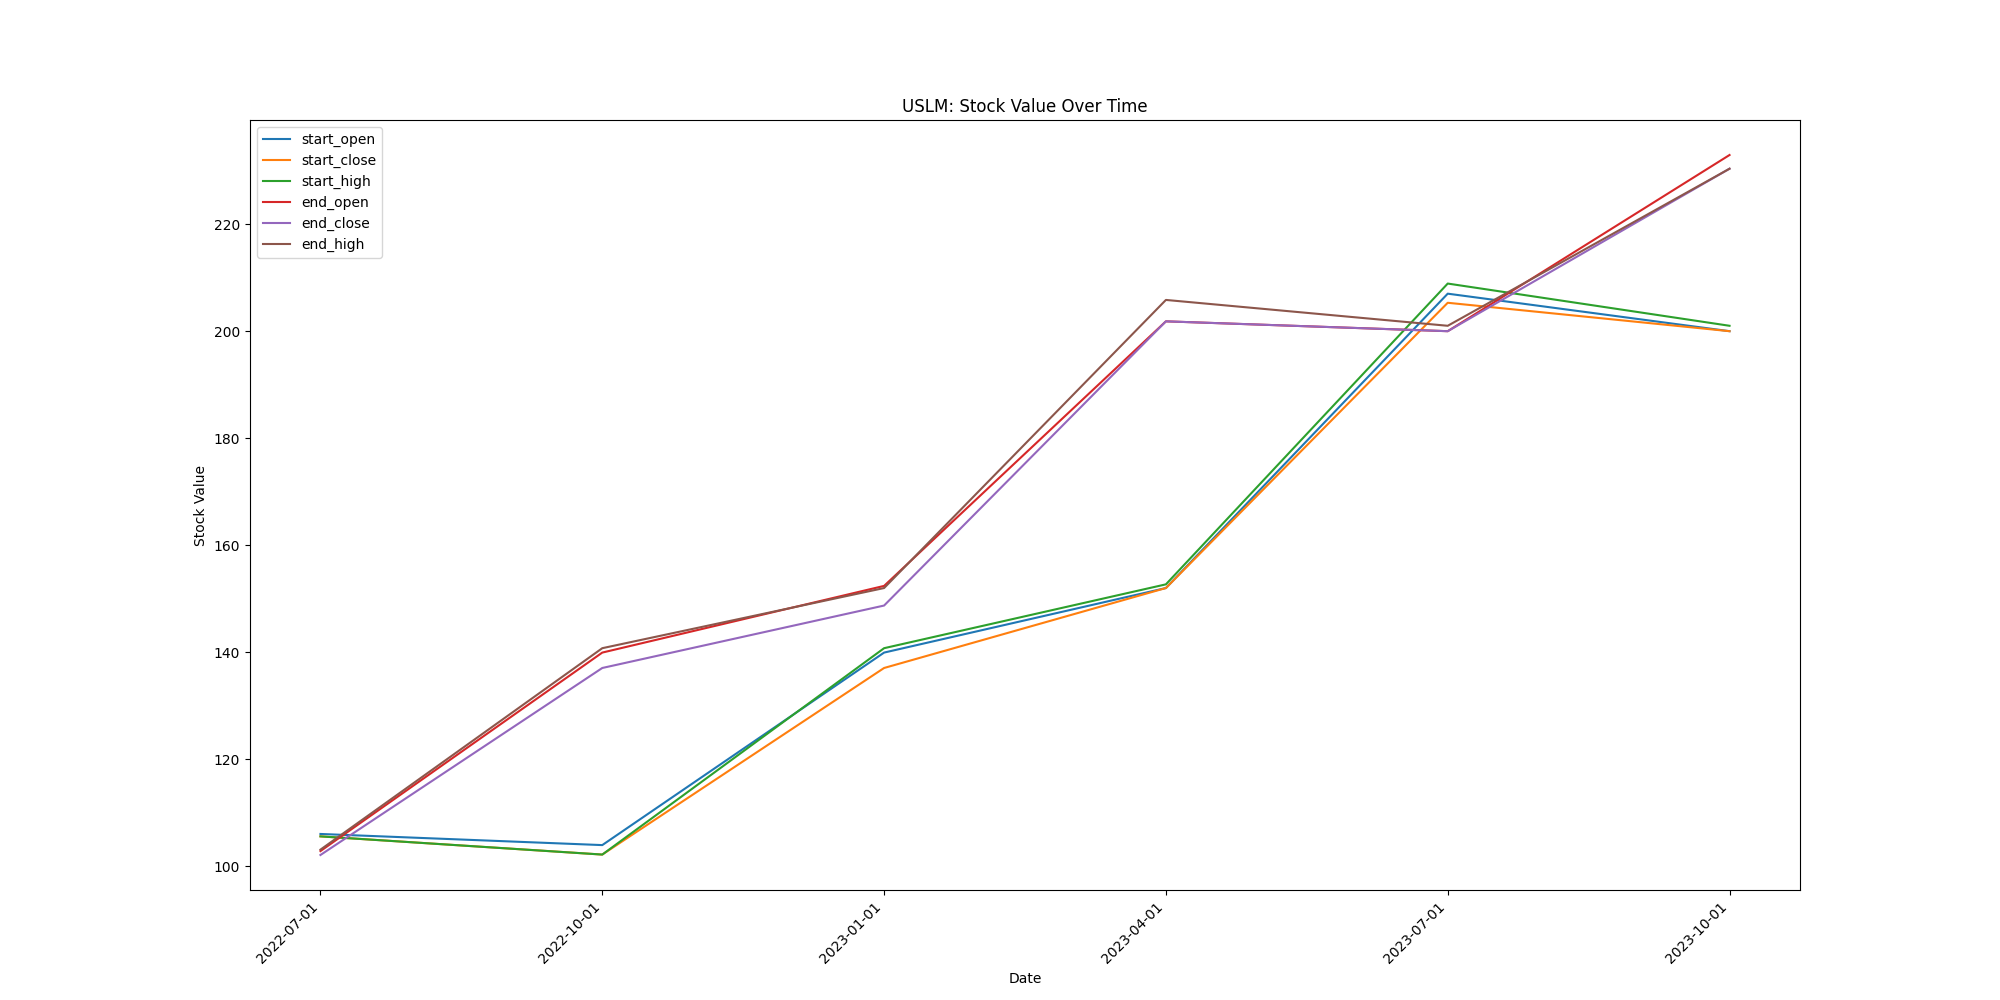 USLM: Stock Value Over Time
start_open
start_close
start_high
end_open
end_close
end_high
220
200
180
160
140
120
100
Stock Value
2022-07-01
2022-10-01
2023-01-01
2023-04-01
2023-07-01
2023-10-01
Date